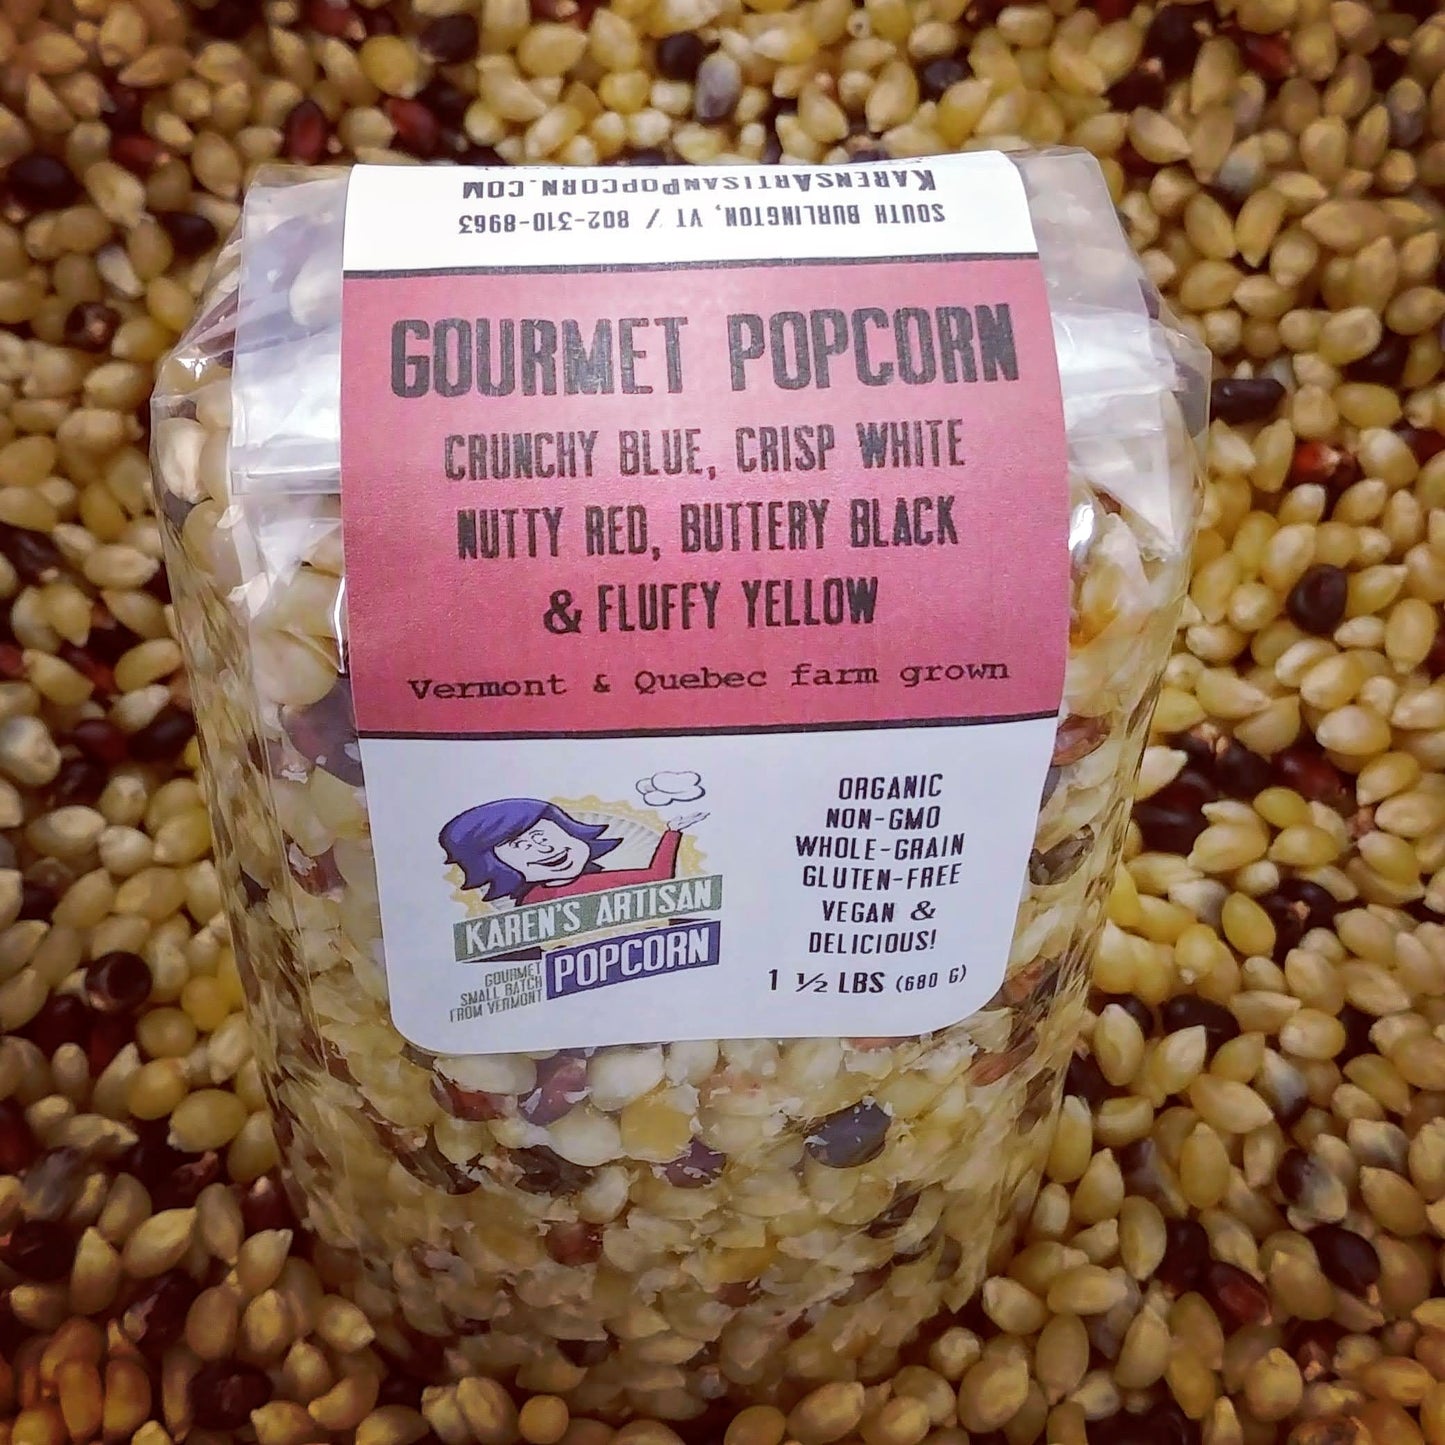 KARENSARTISANPOPCORN.COM
SOUTH BURLINGTON, VT / 802-310-8963
GOURMET POPCORN
CRUNCHY BLUE, CRISP WHITE
NUTTY RED, BUTTERY BLACK
& FLUFFY YELLOW
Vermont & Quebec farm grown
KAREN'S ARTISAN
POPCORN
GOURMET
SMALL BATCH
FROM VERMONT
ORGANIC
NON-GMO
WHOLE-GRAIN
GLUTEN-FREE
VEGAN &
DELICIOUS!
1 ½ LBS (680 G)